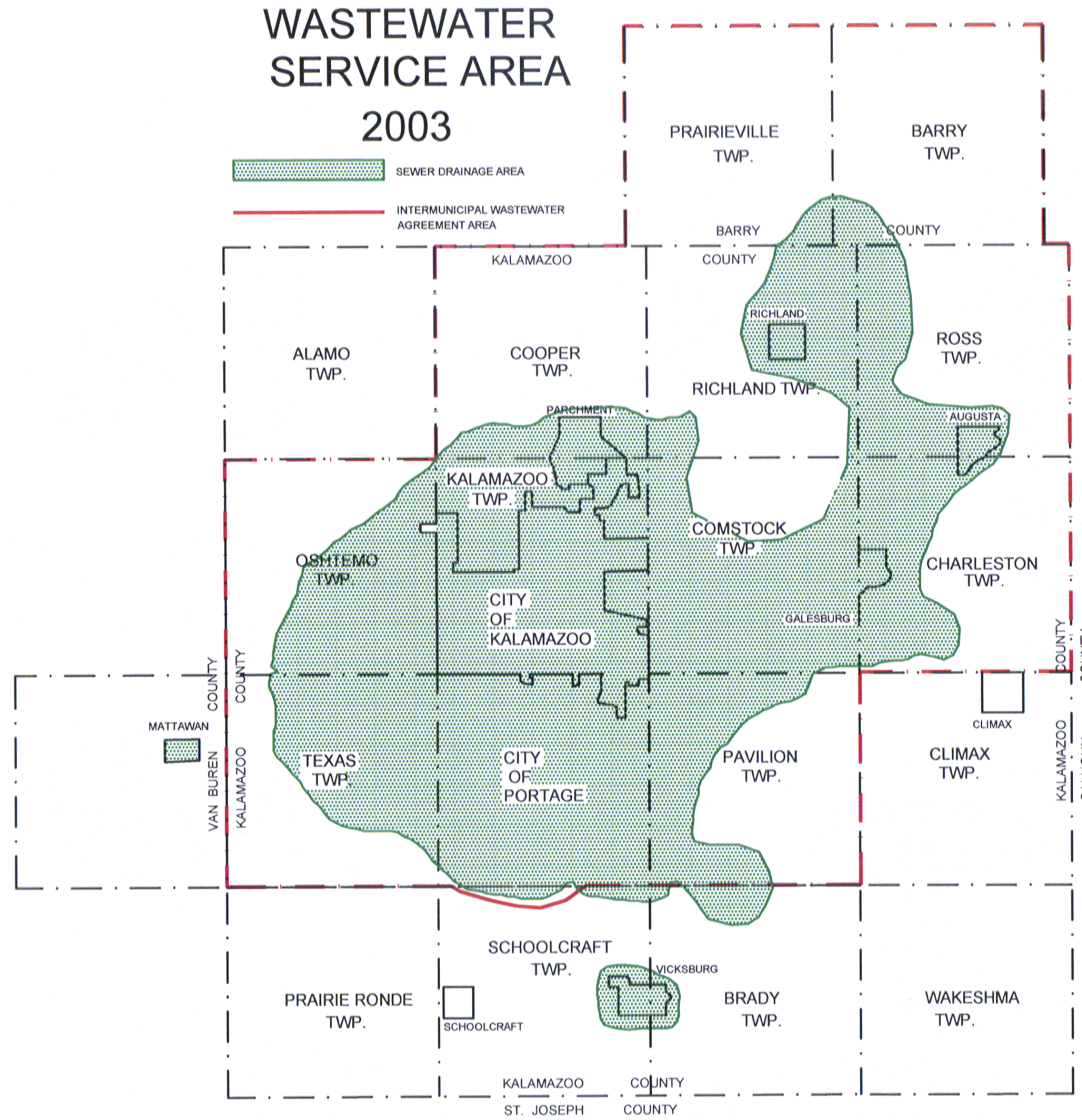 WASTEWATER
SERVICE AREA
2003
SEWER DRAINAGE AREA
INTERMUNICIPAL WASTEWATER
AGREEMENT AREA
PRAIRIEVILLE
TWP.
BARRY
TWP.
BARRY
COUNTY
KALAMAZOO
COUNTY
RICHLAND
ALAMO
TWP.
COOPER
TWP.
ROSS
TWP.
RICHLAND TWP.
PARCHMENT
AUGUSTA
KALAMAZOO
TWP.
COMSTOCK
TWP.
OSHTEMO
TWP.
CHARLESTON
TWP.
CITY
OF
KALAMAZOO
GALESBURG
VAN BUREN COUNTY
KALAMAZOO COUNTY
KALAMAZOO COUNTY
MATTAWAN
CLIMAX
TEXAS
TWP.
CITY
OF
PORTAGE
PAVILION
TWP.
CLIMAX
TWP.
SCHOOLCRAFT
TWP.
VICKSBURG
PRAIRIE RONDE
TWP.
SCHOOLCRAFT
BRADY
TWP.
WAKESHMA
TWP.
KALAMAZOO COUNTY
ST. JOSEPH COUNTY